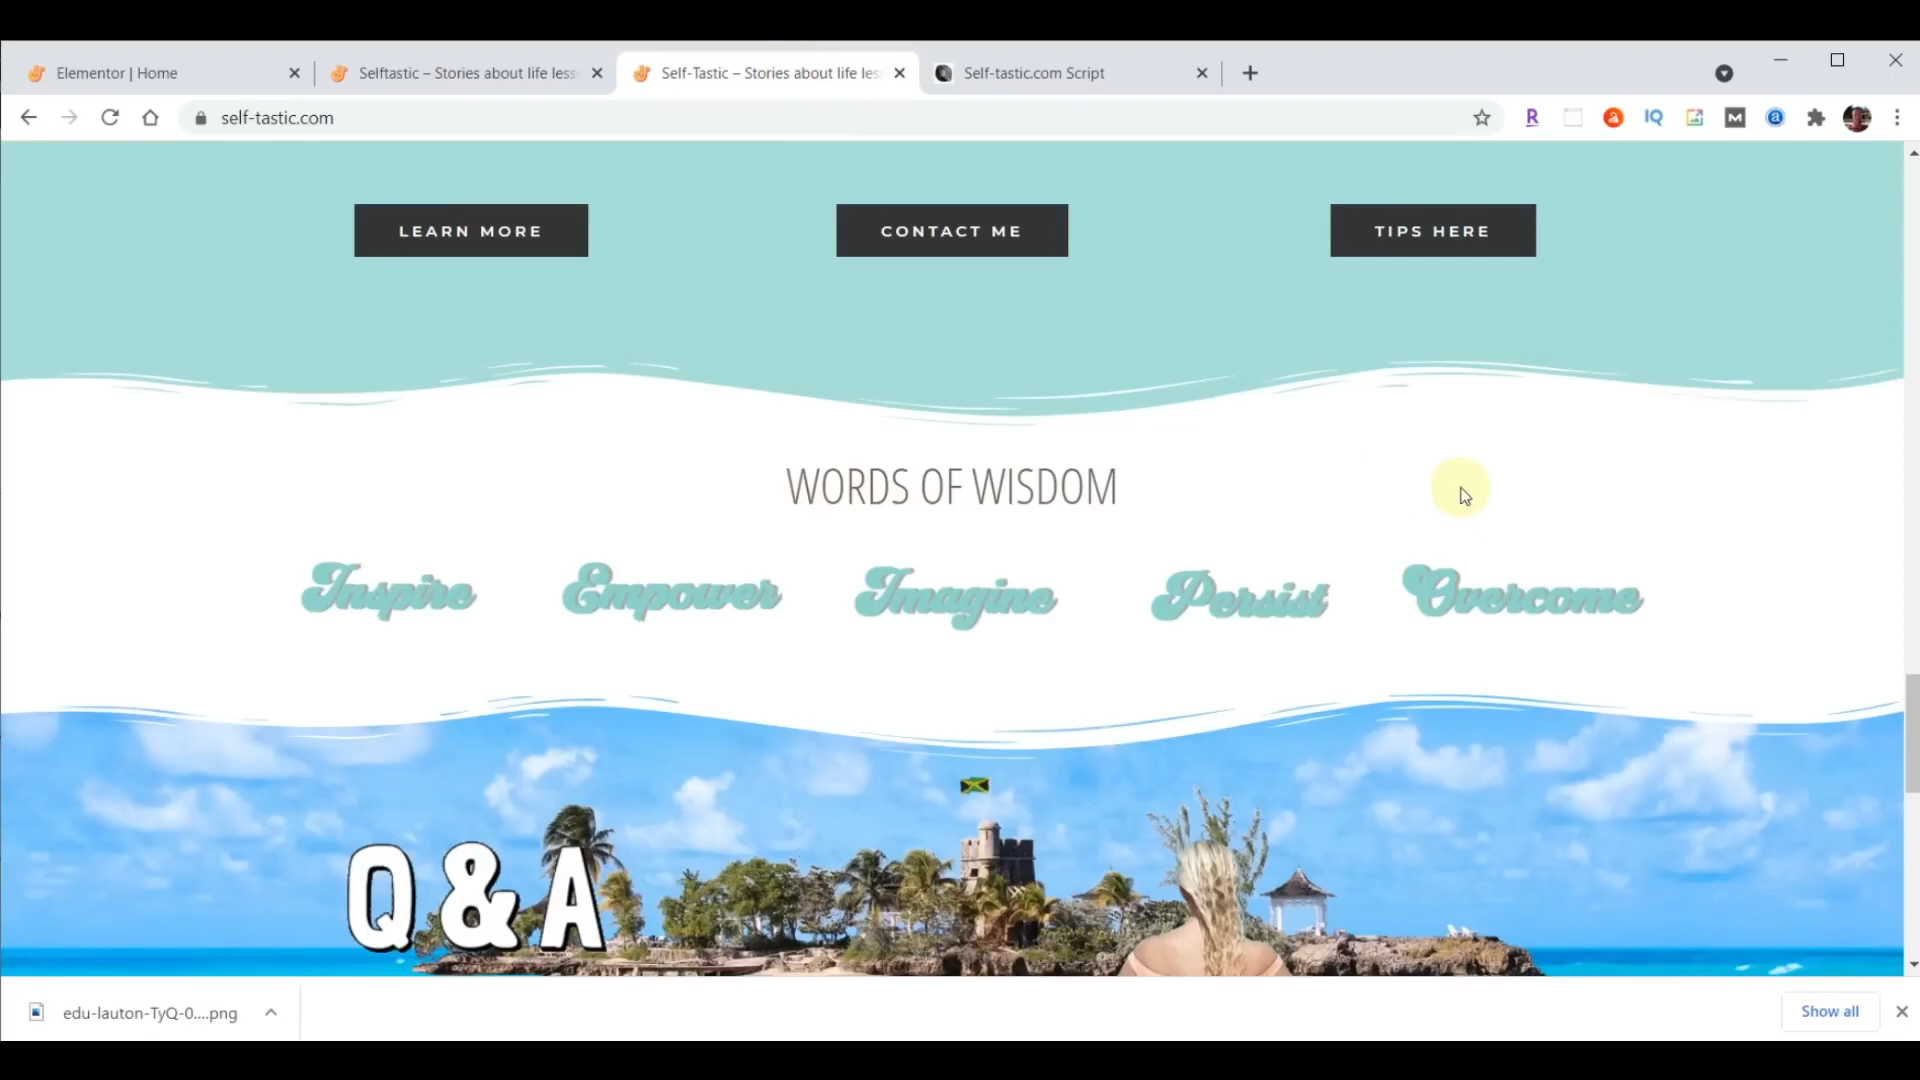 Elementor | Home
Selftastic – Stories about life less
Self-Tastic – Stories about life les
Self-tastic.com Script
self-tastic.com
R
a
IQ
M
a
LEARN MORE
CONTACT ME
TIPS HERE
WORDS OF WISDOM
Inspire
Empower
Imagine
Persist
Overcome
Q & A
edu-lauton-TyQ-0....png
Show all